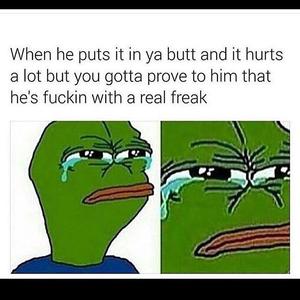 When he puts it in ya butt and it hurts
a lot but you gotta prove to him that
he's fuckin with a real freak